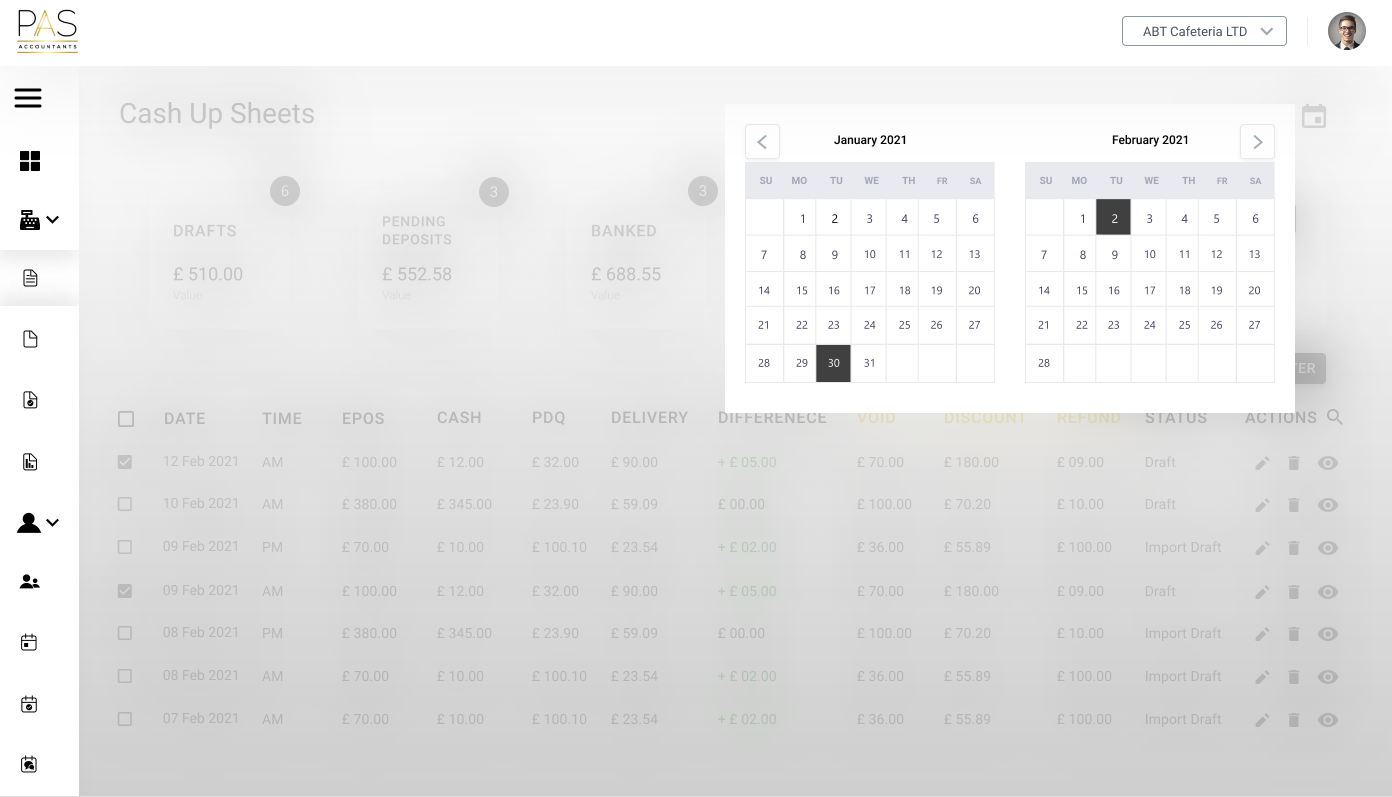 PAS
ACCOUNTANTS
ABT Cafeteria LTD
Cash Up Sheets
6
DRAFTS
£ 510.00
Value
3
PENDING
DEPOSITS
£ 552.58
Value
3
BANKED
£ 688.55
Value
January 2021
SU MO TU WE TH FR SA
1 2 3 4 5 6
7 8 9 10 11 12 13
14 15 16 17 18 19 20
21 22 23 24 25 26 27
28 29 30 31
February 2021
SU MO TU WE TH FR SA
1 2 3 4 5 6
7 8 9 10 11 12 13
14 15 16 17 18 19 20
21 22 23 24 25 26 27
28
DATE TIME EPOS CASH PDQ DELIVERY DIFFERENECE VOID DISCOUNT REFUND STATUS ACTIONS
12 Feb 2021 AM £ 100.00 £ 12.00 £ 32.00 £ 90.00 + £ 05.00 £ 70.00 £ 180.00 £ 09.00 Draft
10 Feb 2021 AM £ 380.00 £ 345.00 £ 23.90 £ 59.09 £ 00.00 £ 100.00 £ 70.20 £ 10.00 Draft
09 Feb 2021 PM £ 70.00 £ 10.00 £ 100.10 £ 23.54 + £ 02.00 £ 36.00 £ 55.89 £ 100.00 Import Draft
09 Feb 2021 AM £ 100.00 £ 12.00 £ 32.00 £ 90.00 + £ 05.00 £ 70.00 £ 180.00 £ 09.00 Draft
08 Feb 2021 PM £ 380.00 £ 345.00 £ 23.90 £ 59.09 £ 00.00 £ 100.00 £ 70.20 £ 10.00 Import Draft
08 Feb 2021 AM £ 70.00 £ 10.00 £ 100.10 £ 23.54 + £ 02.00 £ 36.00 £ 55.89 £ 100.00 Import Draft
07 Feb 2021 AM £ 70.00 £ 10.00 £ 100.10 £ 23.54 + £ 02.00 £ 36.00 £ 55.89 £ 100.00 Import Draft